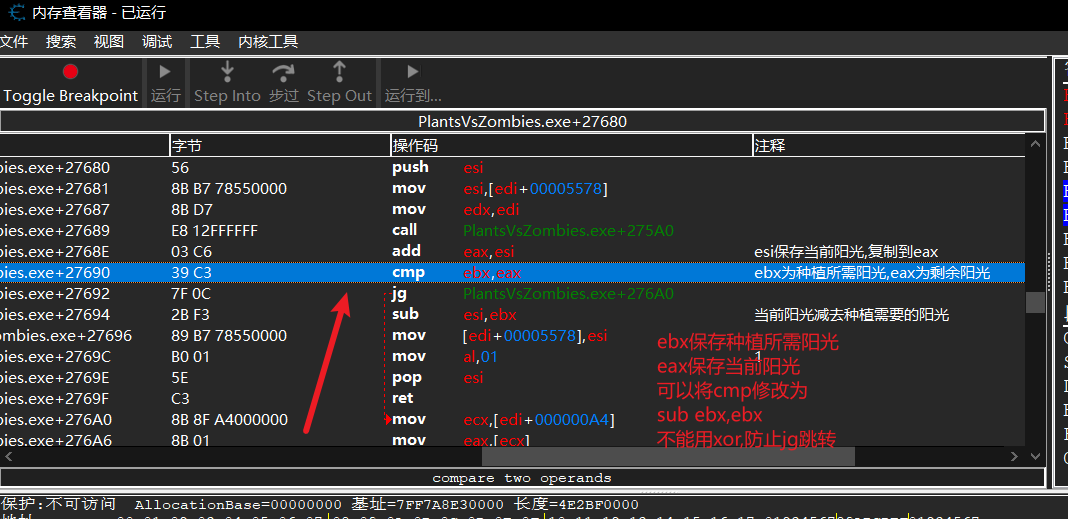 内存查看器 - 已运行
文件 搜索 视图 调试 工具 内核工具
Toggle Breakpoint 运行 Step Into 步过 Step Out 运行到...
PlantsVsZombies.exe+27680
字节 操作码 注释
bies.exe+27680 56 push esi
bies.exe+27681 8B B7 78550000 mov esi,[edi+00005578]
bies.exe+27687 8B D7 mov edx,edi
bies.exe+27689 E8 12FFFFFF call PlantsVsZombies.exe+275A0
bies.exe+2768E 03 C6 add eax,esi esi保存当前阳光,复制到eax
bies.exe+27690 39 C3 cmp ebx,eax ebx为种植所需阳光,eax为剩余阳光
bies.exe+27692 7F 0C jg PlantsVsZombies.exe+276A0
bies.exe+27694 2B F3 sub esi,ebx 当前阳光减去种植需要的阳光
ombies.exe+27696 89 B7 78550000 mov [edi+00005578],esi
bies.exe+2769C B0 01 mov al,01 1
bies.exe+2769E 5E pop esi
bies.exe+2769F C3 ret
bies.exe+276A0 8B 8F A4000000 mov ecx,[edi+000000A4]
bies.exe+276A6 8B 01 mov eax,[ecx]
ebx保存种植所需阳光
eax保存当前阳光
可以将cmp修改为
sub ebx,ebx
不能用xor,防止jg跳转
compare two operands
保护:不可访问 AllocationBase=00000000 基址=7FF7A8E30000 长度=4E2BF0000